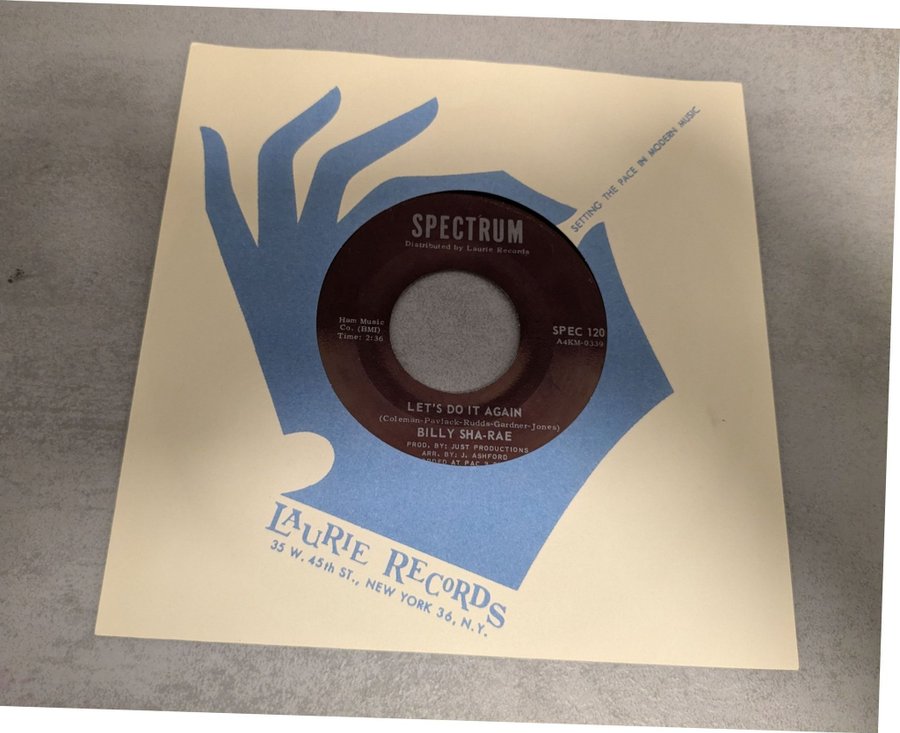 SETTING THE PACE IN MODERN MUSIC
SPECTRUM
Distributed by Laurie Records
Hum Music
Co. (BMI)
Time: 2:36
SPEC 120
A4KM-0339
LET'S DO IT AGAIN
(Coleman-Pavlack-Rudds-Gardner-Jones)
BILLY SHA-RAE
PROD. BY: JUST PRODUCTIONS
ARR. BY: J. ASHFORD
LAURIE RECORDS
35 W. 45th ST., NEW YORK 36, N.Y.